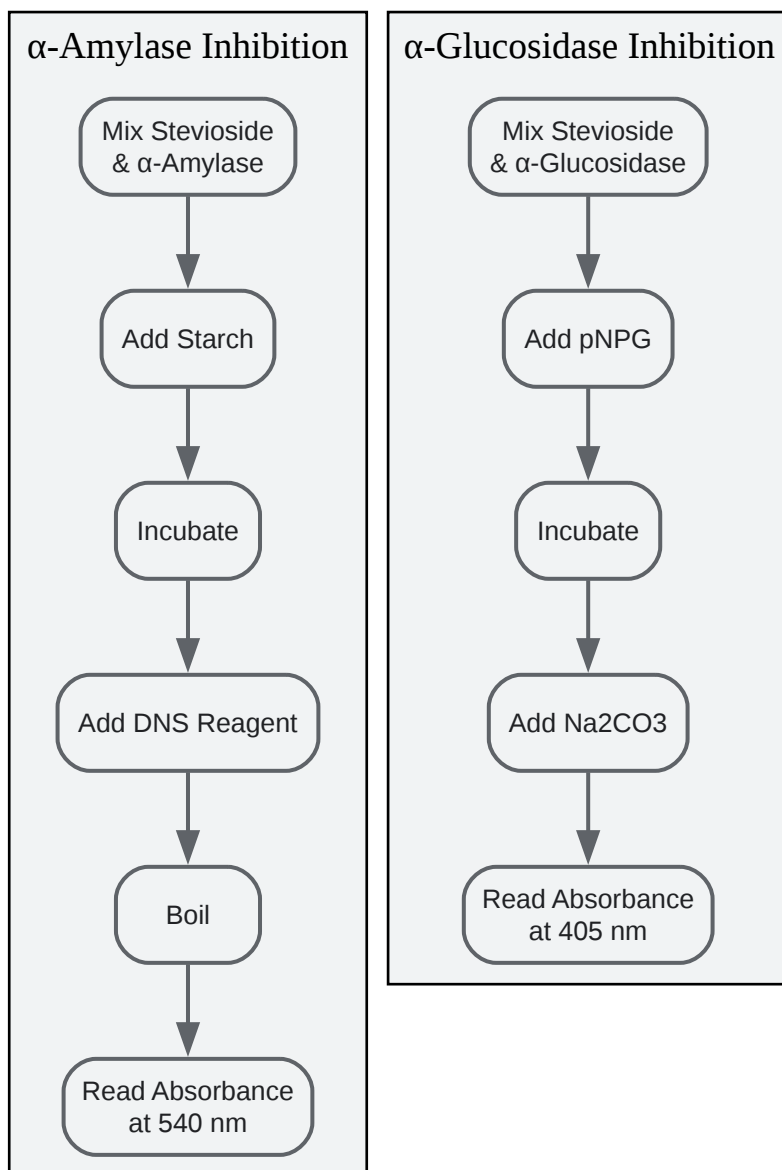 α-Amylase Inhibition
Mix Stevioside
& α-Amylase
Add Starch
Incubate
Add DNS Reagent
Boil
Read Absorbance
at 540 nm
α-Glucosidase Inhibition
Mix Stevioside
& α-Glucosidase
Add pNPG
Incubate
Add Na2CO3
Read Absorbance
at 405 nm